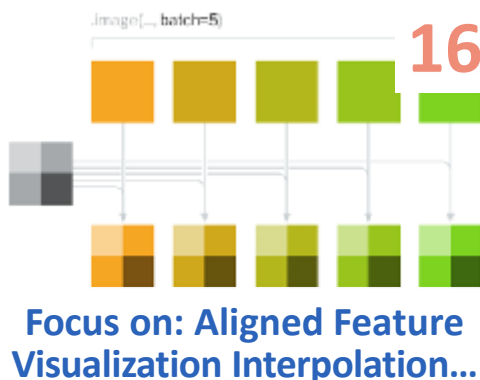 .image(..., batch=5)
16
Focus on: Aligned Feature
Visualization Interpolation...